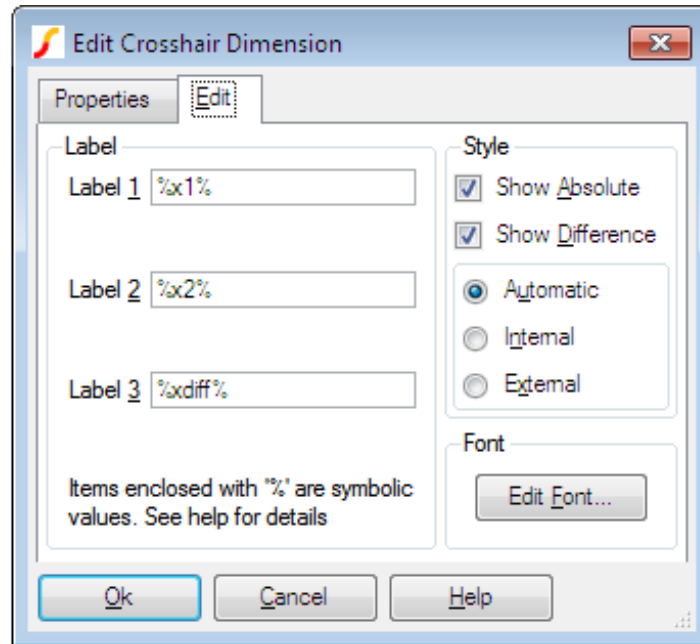 Edit Crosshair Dimension
Properties
Edit
Label
Label 1 %x1%
Label 2 %x2%
Label 3 %xdiff%
Items enclosed with '%' are symbolic
values. See help for details
Style
Show Absolute
Show Difference
Automatic
Internal
External
Font
Edit Font...
Ok
Cancel
Help